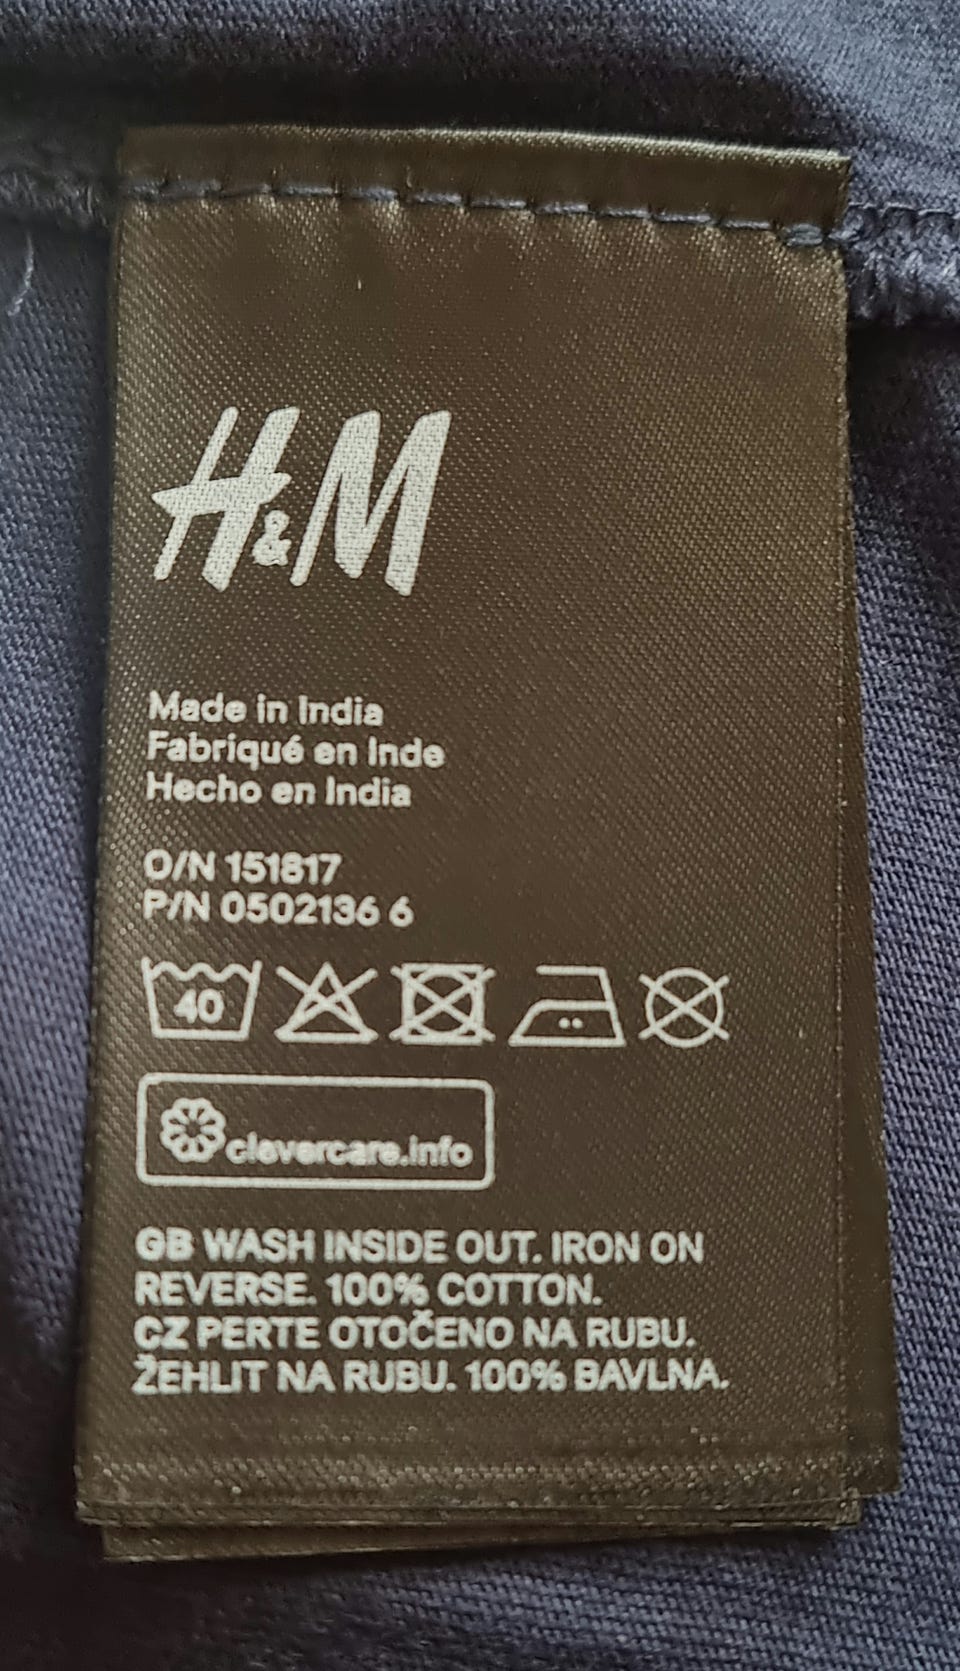 H&M
Made in India
Fabriqué en Inde
Hecho en India
O/N 151817
P/N 0502136 6
40
clevercare.info
GB WASH INSIDE OUT. IRON ON
REVERSE. 100% COTTON.
CZ PERTE OTOČENO NA RUBU.
ŽEHLIT NA RUBU. 100% BAVLNA.